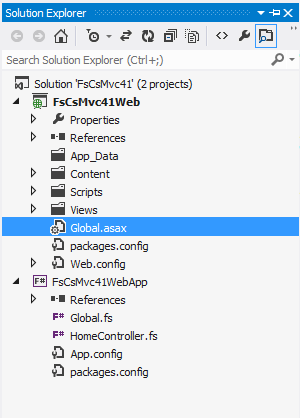 Solution Explorer
Search Solution Explorer (Ctrl+;)
Solution 'FsCsMvc41' (2 projects)
FsCsMvc41Web
Properties
References
App_Data
Content
Scripts
Views
Global.asax
packages.config
Web.config
F# FsCsMvc41WebApp
References
F# Global.fs
F# HomeController.fs
App.config
packages.config